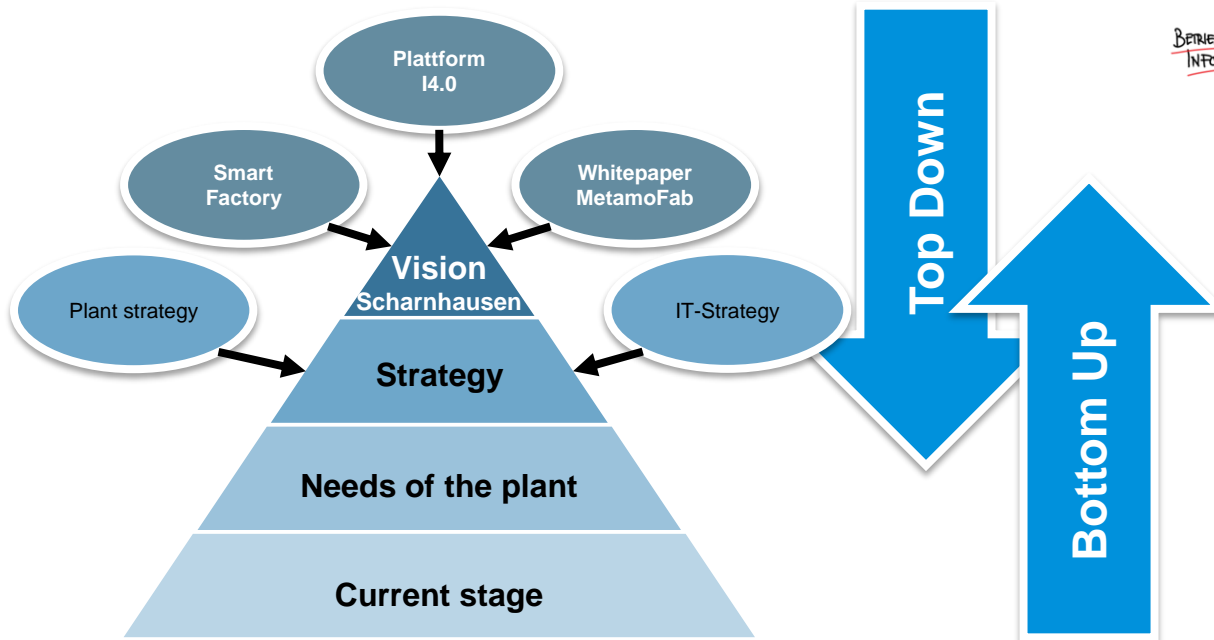 Plattform
I4.0
Smart
Factory
Whitepaper
MetamoFab
Plant strategy
IT-Strategy
Vision
Scharnhausen
Strategy
Needs of the plant
Current stage
Top Down
Bottom Up